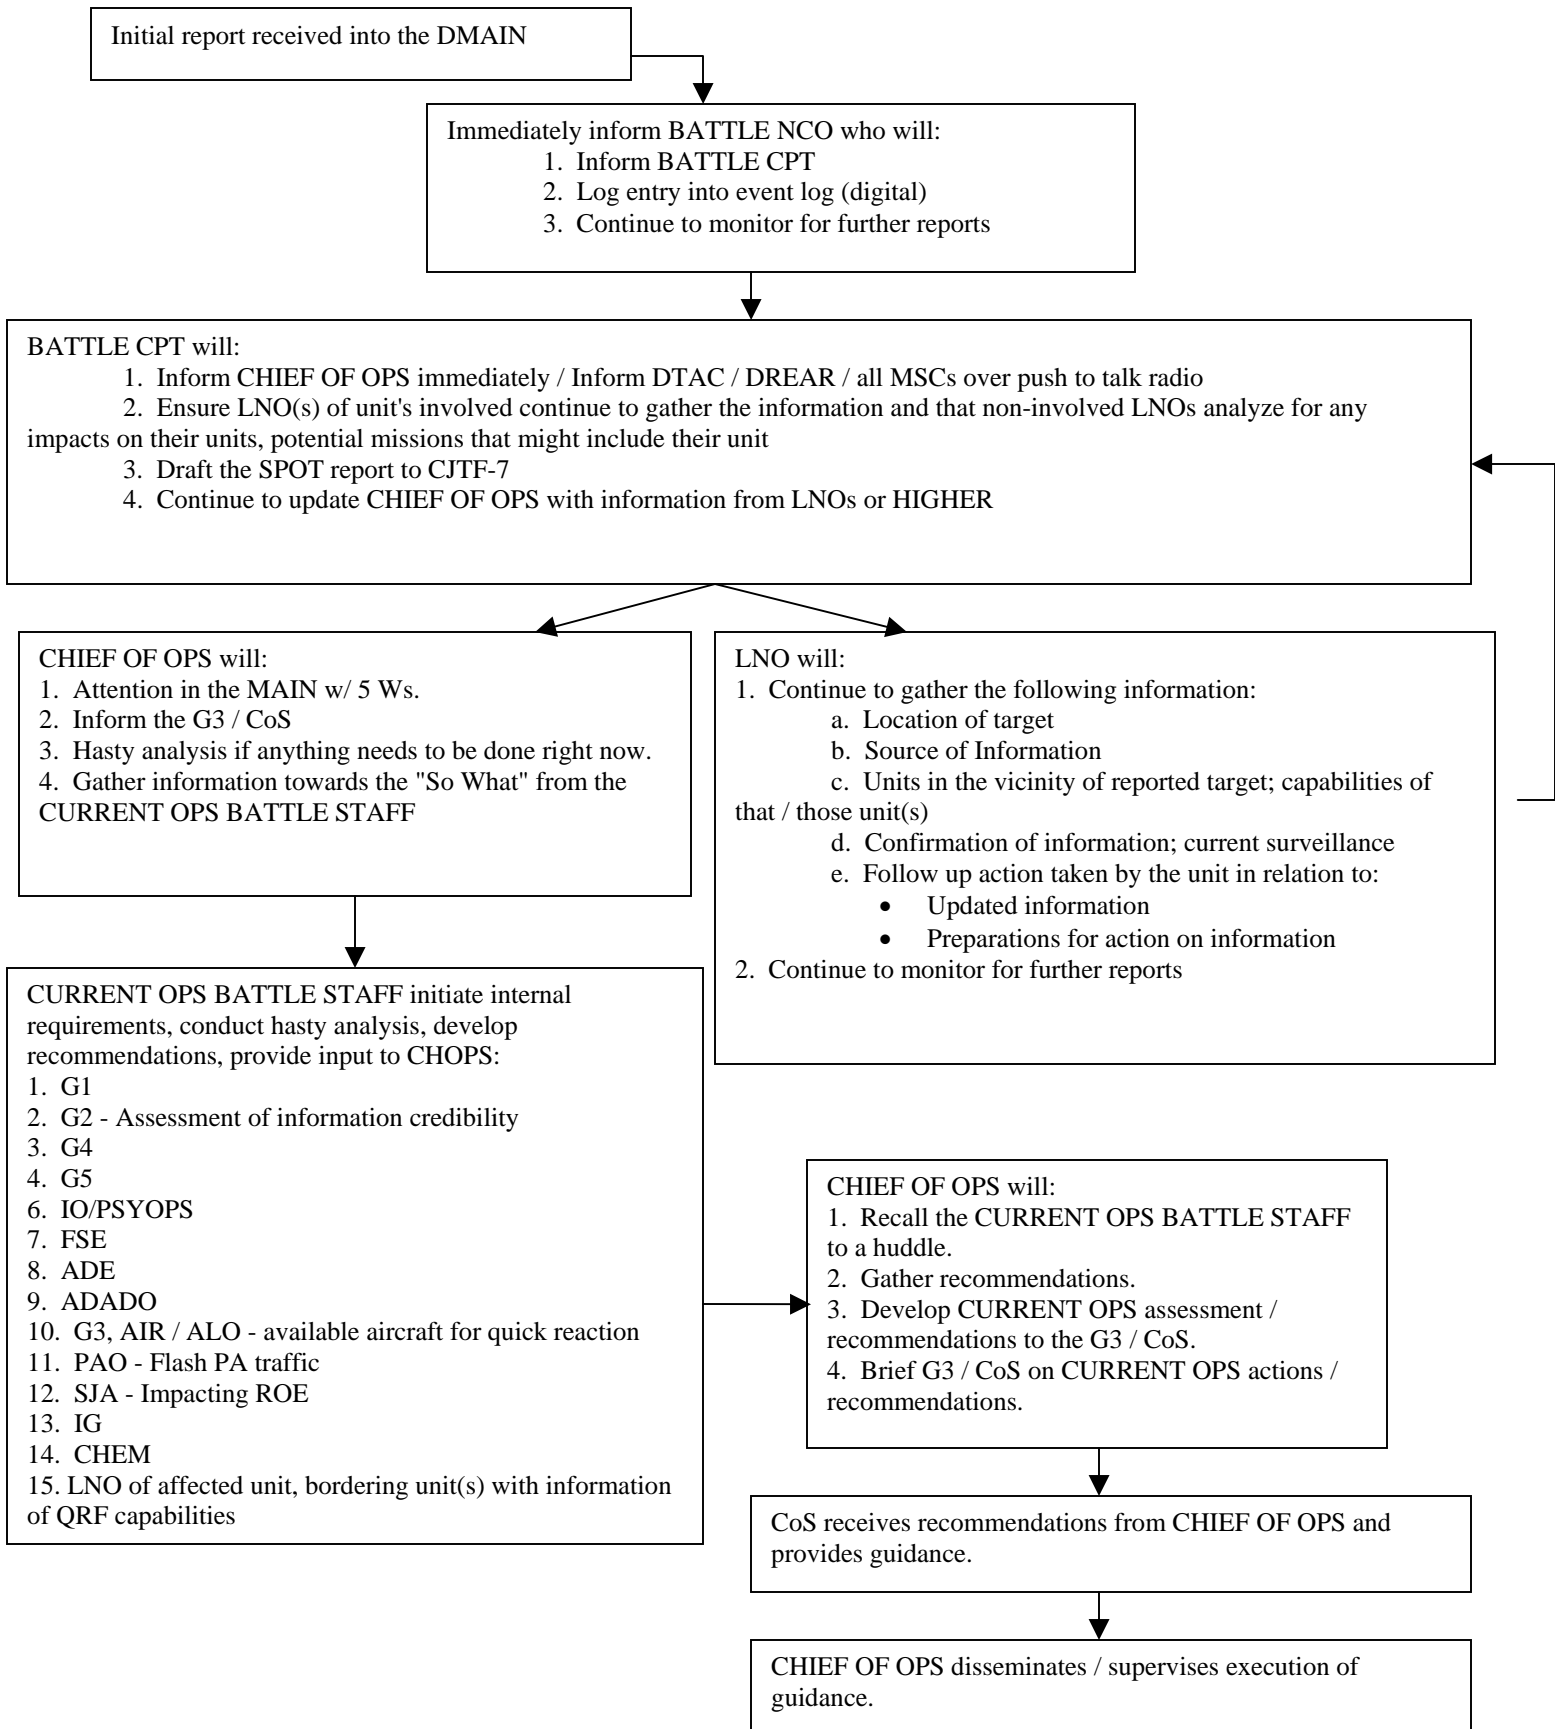 Initial report received into the DMAIN
Immediately inform BATTLE NCO who will:
1. Inform BATTLE CPT
2. Log entry into event log (digital)
3. Continue to monitor for further reports
BATTLE CPT will:
1. Inform CHIEF OF OPS immediately / Inform DTAC / DREAR / all MSCs over push to talk radio
2. Ensure LNO(s) of unit's involved continue to gather the information and that non-involved LNOs analyze for any
impacts on their units, potential missions that might include their unit
3. Draft the SPOT report to CJTF-7
4. Continue to update CHIEF OF OPS with information from LNOs or HIGHER
CHIEF OF OPS will:
1. Attention in the MAIN w/ 5 Ws.
2. Inform the G3 / CoS
3. Hasty analysis if anything needs to be done right now.
4. Gather information towards the "So What" from the
CURRENT OPS BATTLE STAFF
LNO will:
1. Continue to gather the following information:
a. Location of target
b. Source of Information
c. Units in the vicinity of reported target; capabilities of
that / those unit(s)
d. Confirmation of information; current surveillance
e. Follow up action taken by the unit in relation to:
• Updated information
• Preparations for action on information
2. Continue to monitor for further reports
CURRENT OPS BATTLE STAFF initiate internal
requirements, conduct hasty analysis, develop
recommendations, provide input to CHOPS:
1. G1
2. G2 - Assessment of information credibility
3. G4
4. G5
6. IO/PSYOPS
7. FSE
8. ADE
9. ADADO
10. G3, AIR / ALO - available aircraft for quick reaction
11. PAO - Flash PA traffic
12. SJA - Impacting ROE
13. IG
14. CHEM
15. LNO of affected unit, bordering unit(s) with information
of QRF capabilities
CHIEF OF OPS will:
1. Recall the CURRENT OPS BATTLE STAFF
to a huddle.
2. Gather recommendations.
3. Develop CURRENT OPS assessment /
recommendations to the G3 / CoS.
4. Brief G3 / CoS on CURRENT OPS actions /
recommendations.
CoS receives recommendations from CHIEF OF OPS and
provides guidance.
CHIEF OF OPS disseminates / supervises execution of
guidance.